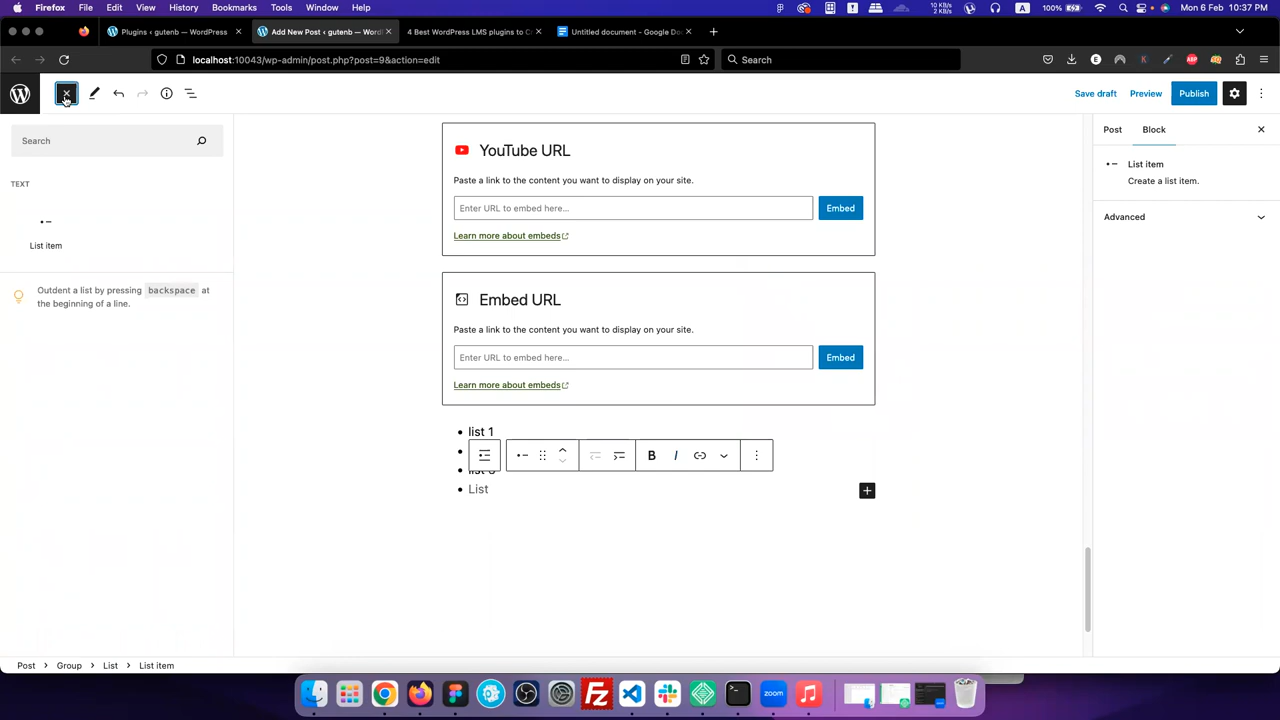 Firefox File Edit View History Bookmarks Tools Window Help
10 KB/s
7 KB/s
A 100% Mon 6 Feb 10:37 PM
Plugins ‹ gutenb — WordPress
Add New Post ‹ gutenb — Word
4 Best WordPress LMS plugins to C
Untitled document - Google Do
localhost:10043/wp-admin/post.php?post=9&action=edit
Search
Save draft Preview Publish
Search
TEXT
List item
Outdent a list by pressing backspace at
the beginning of a line.
YouTube URL
Paste a link to the content you want to display on your site.
Enter URL to embed here...
Embed
Learn more about embeds
Embed URL
Paste a link to the content you want to display on your site.
Enter URL to embed here...
Embed
Learn more about embeds
• list 1
B I
• List
Post Block
List item
Create a list item.
Advanced
Post > Group > List > List item
zoom